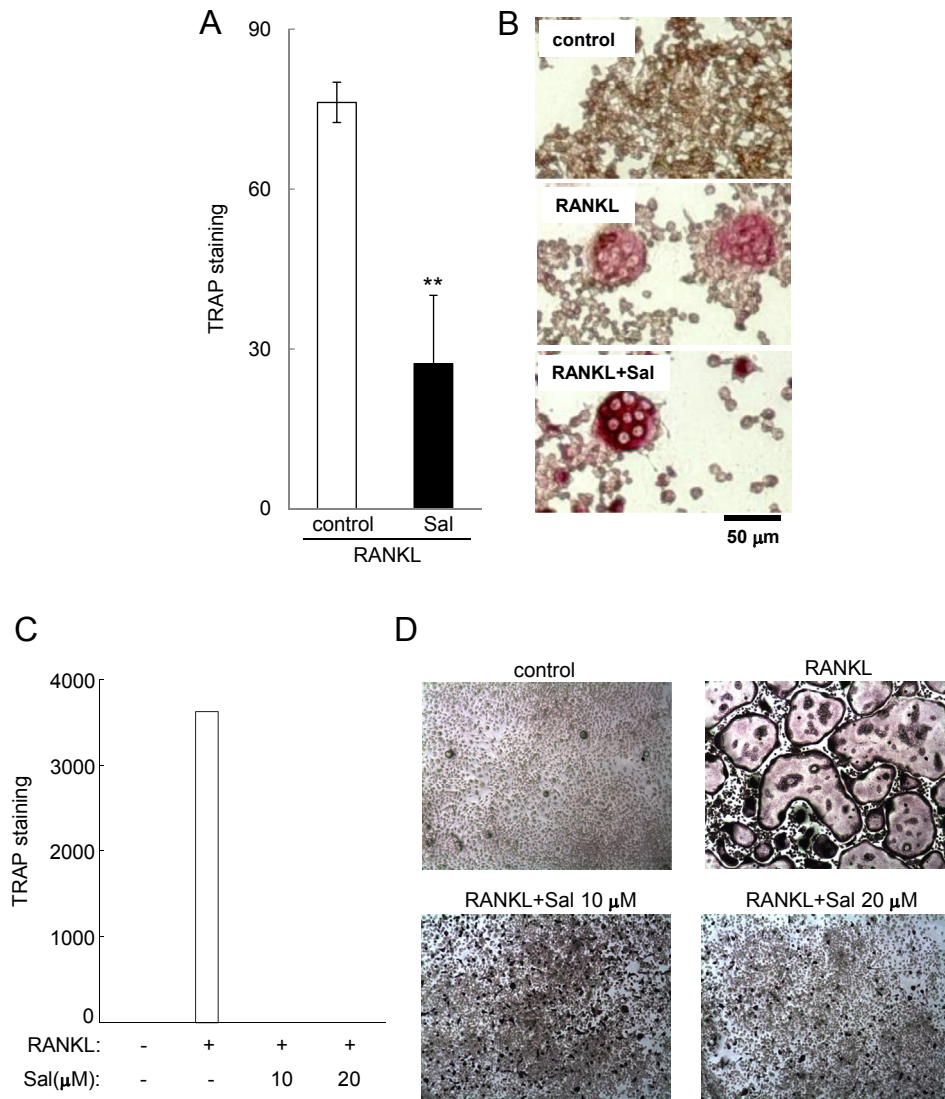 A
90
60
30
0
TRAP staining
**
control Sal
RANKL
B
control
RANKL
RANKL+Sal
50 μm
C
4000
3000
2000
1000
0
TRAP staining
RANKL: - + + +
Sal(μM): - - 10 20
D
control
RANKL
RANKL+Sal 10 μM
RANKL+Sal 20 μM